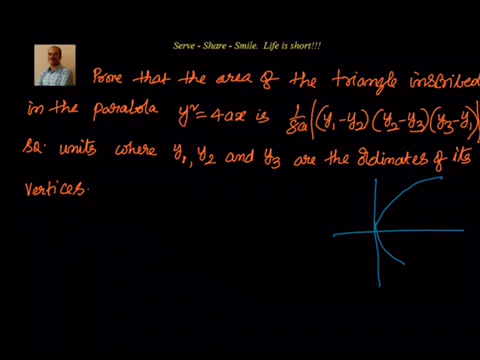 Serve - Share - Smile. Life is short!!!
Prove that the area of the triangle inscribed
in the parabola y² = 4ax is 1/8a |(y₁-y₂)(y₂-y₃)(y₃-y₁)|
SQ. units where y₁, y₂ and y₃ are the ordinates of its
vertices.